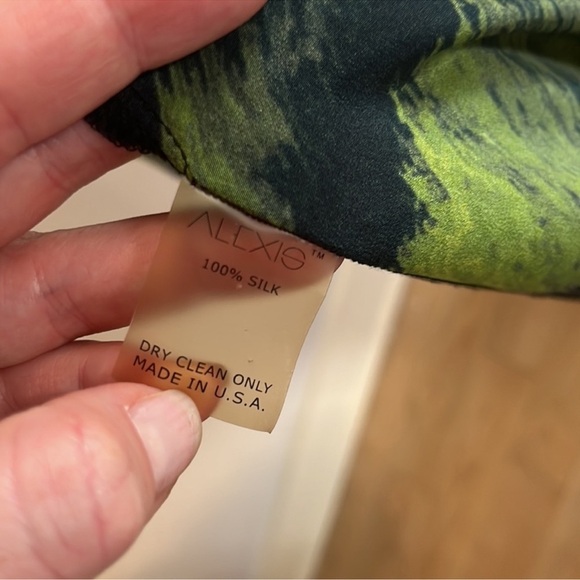 ALEXIS™
100% SILK
DRY CLEAN ONLY
MADE IN U.S.A.